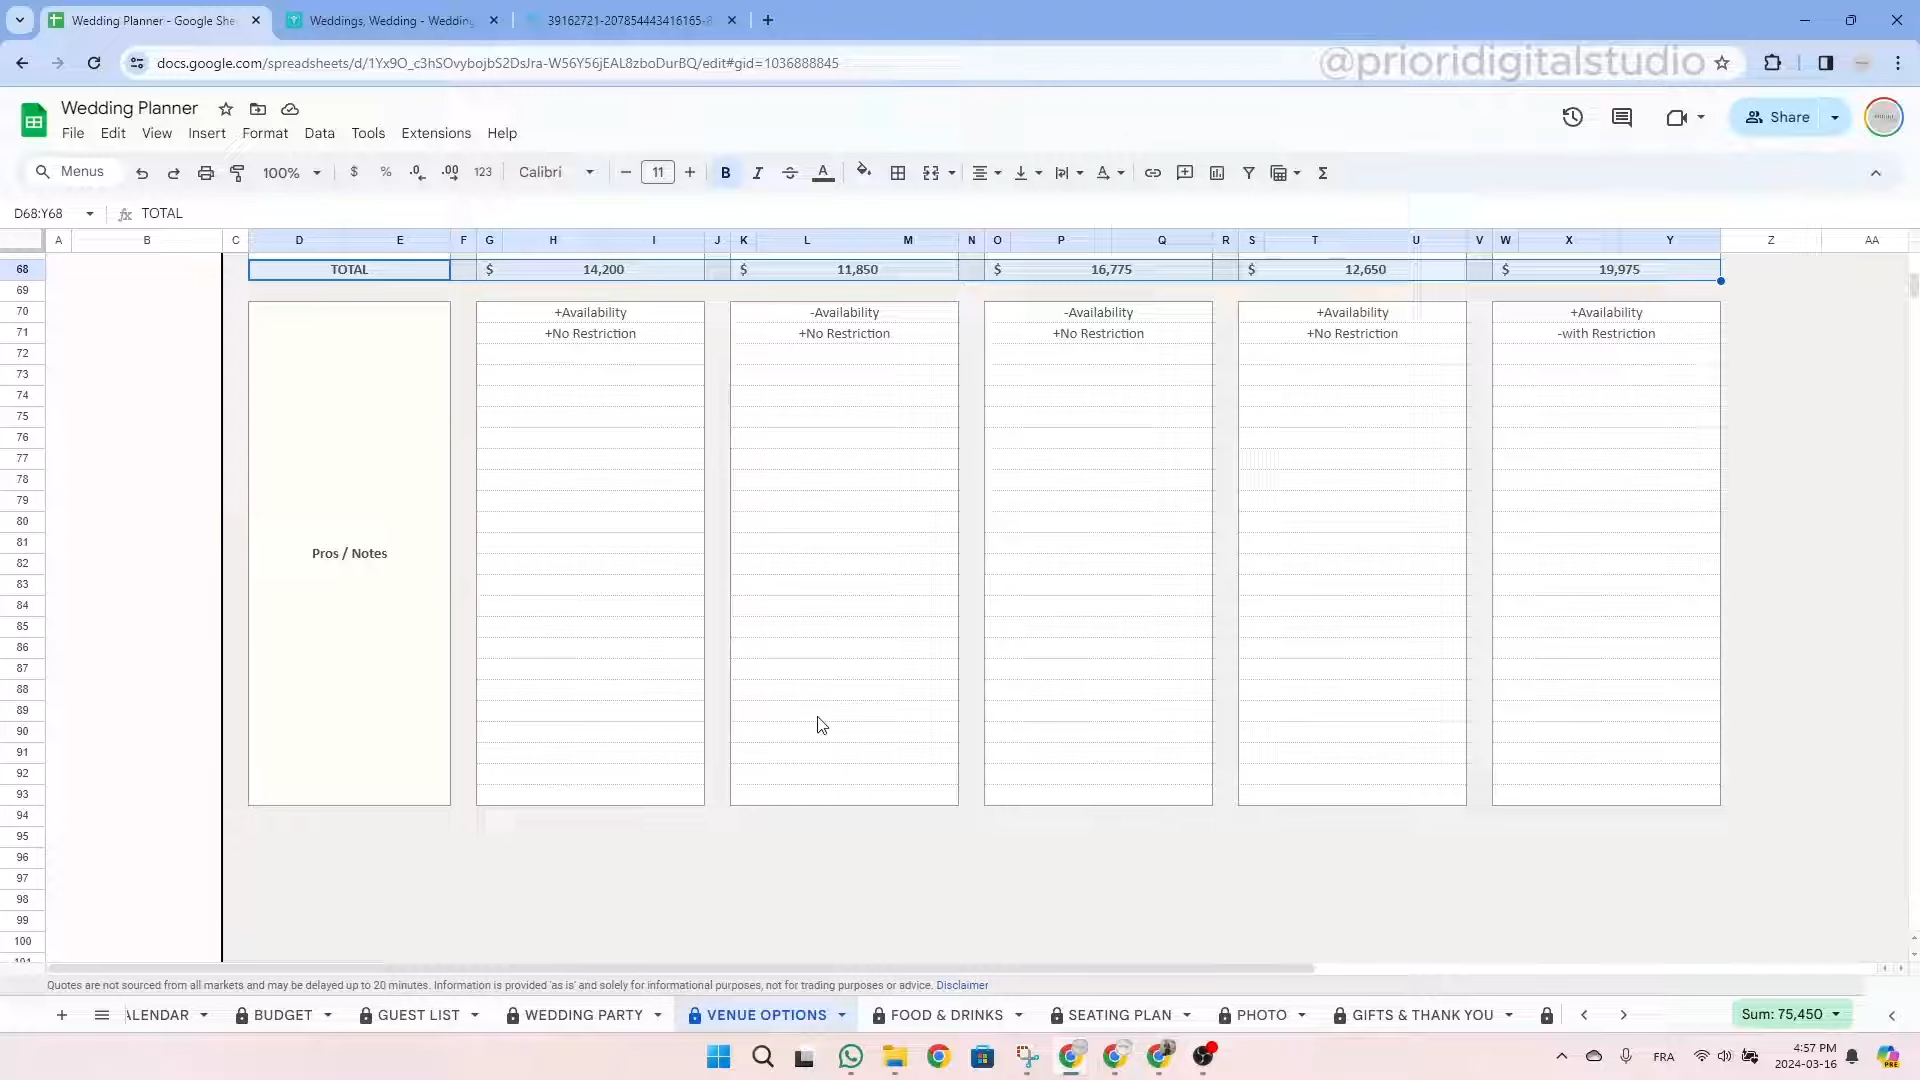 Wedding Planner - Google She
Weddings, Wedding - Wedding
39162721-207854443416165-8
docs.google.com/spreadsheets/d/1Yx9O_c3hSOvybojbS2DsJra-W56Y56jEAL8zboDurBQ/edit#gid=1036888845
@prioridigitalstudio
Wedding Planner
File Edit View Insert Format Data Tools Extensions Help
Share
Menus 100% $ % .0 .00 123 Calibri 11 B I A
D68:Y68 fx TOTAL
A B C D E F G H I J K L M N O P Q R S T U V W X Y Z AA
68 TOTAL $ 14,200 $ 11,850 $ 16,775 $ 12,650 $ 19,975
69
70 +Availability -Availability -Availability +Availability +Availability
71 +No Restriction +No Restriction +No Restriction +No Restriction -with Restriction
72
73
74
75
76
77
78
79
80
81
Pros / Notes
82
83
84
85
86
87
88
89
90
91
92
93
94
95
96
97
98
99
100
101
Quotes are not sourced from all markets and may be delayed up to 20 minutes. Information is provided 'as is' and solely for informational purposes, not for trading purposes or advice. Disclaimer
ALENDAR BUDGET GUEST LIST WEDDING PARTY VENUE OPTIONS FOOD & DRINKS SEATING PLAN PHOTO GIFTS & THANK YOU Sum: 75,450
FRA
4:57 PM
2024-03-16
PRE